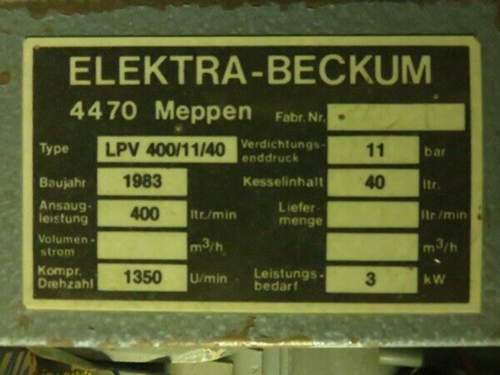 ELEKTRA-BECKUM
4470 Meppen Fabr. Nr.
Type LPV 400/11/40 Verdichtungs-enddruck 11 bar
Baujahr 1983 Kesselinhalt 40 ltr.
Ansaug-leistung 400 ltr./min Liefer-menge ltr./min
Volumen-strom m³/h m³/h
Kompr. Drehzahl 1350 U/min Leistungs-bedarf 3 kW